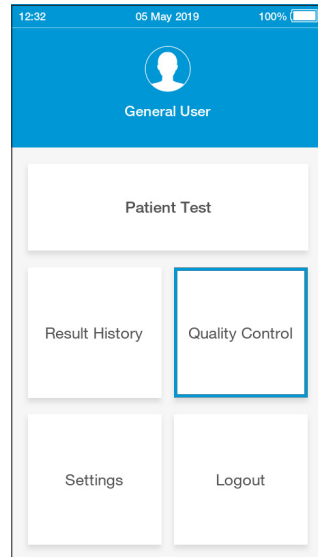 12:32 05 May 2019 100%
General User
Patient Test
Result History Quality Control
Settings Logout